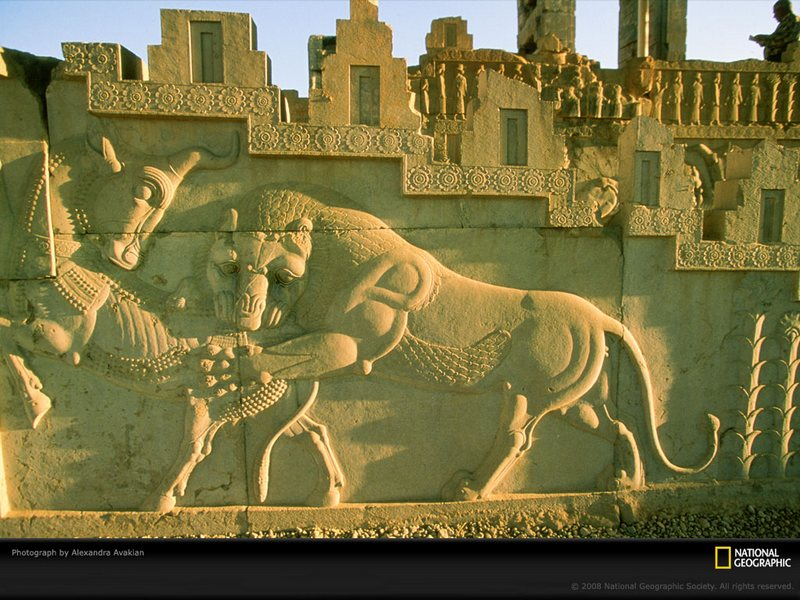 Photograph by Alexandra Avakian
NATIONAL
GEOGRAPHIC
© 2008 National Geographic Society. All rights reserved.